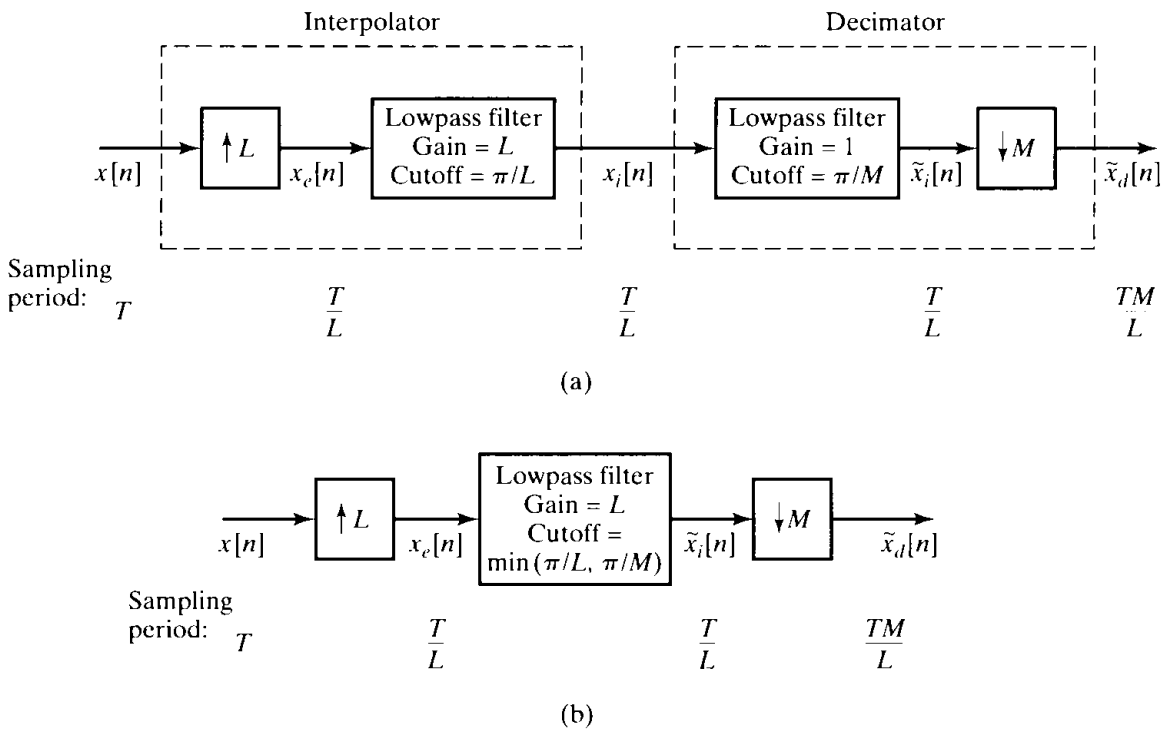 Interpolator
Decimator
↑ L
Lowpass filter
Gain = L
Cutoff = π/L
Lowpass filter
Gain = 1
Cutoff = π/M
↓ M
x[n]
x_e[n]
x_i[n]
x̃_i[n]
x̃_d[n]
Sampling
period:
T
T/L
T/L
T/L
TM/L
(a)
↑ L
Lowpass filter
Gain = L
Cutoff =
min (π/L, π/M)
↓ M
x[n]
x_e[n]
x̃_i[n]
x̃_d[n]
Sampling
period:
T
T/L
T/L
TM/L
(b)